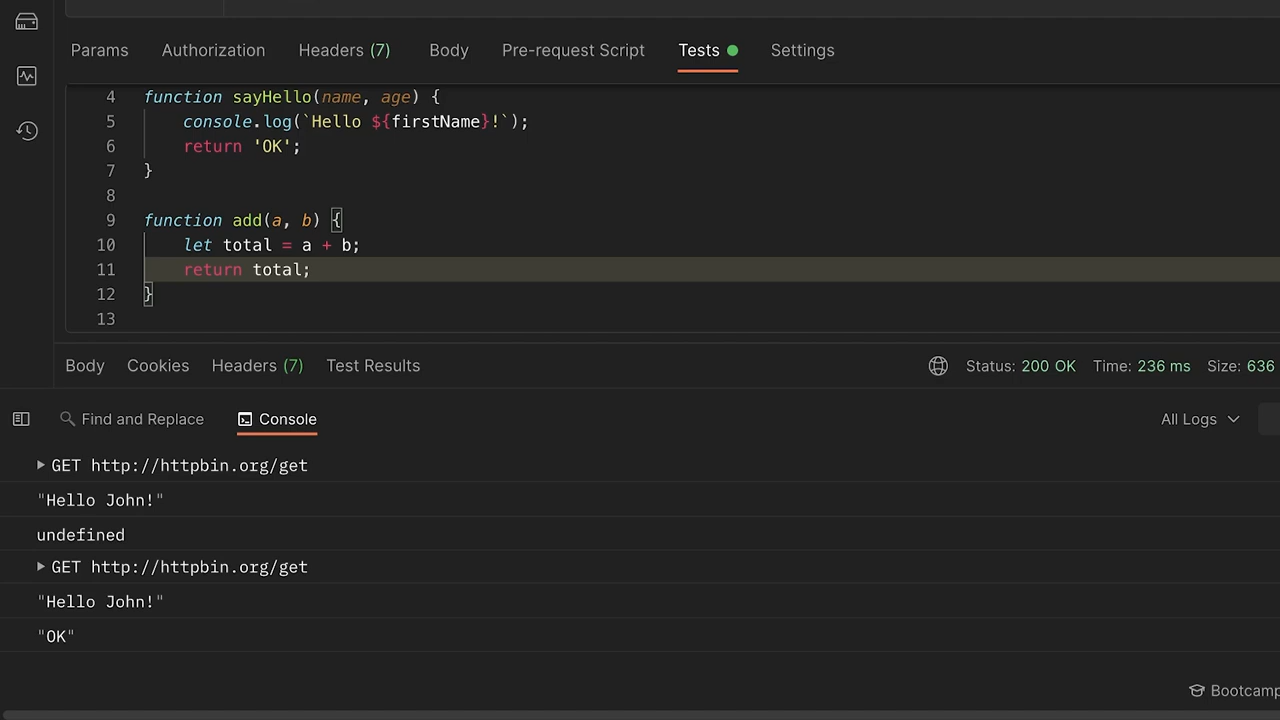 Params Authorization Headers (7) Body Pre-request Script Tests Settings
4 function sayHello(name, age) {
5 console.log(`Hello ${firstName}!`);
6 return 'OK';
7 }
8
9 function add(a, b) {
10 let total = a + b;
11 return total;
12 }
13
Body Cookies Headers (7) Test Results Status: 200 OK Time: 236 ms Size: 636
Find and Replace Console All Logs
GET http://httpbin.org/get
"Hello John!"
undefined
GET http://httpbin.org/get
"Hello John!"
"OK"
Bootcamp